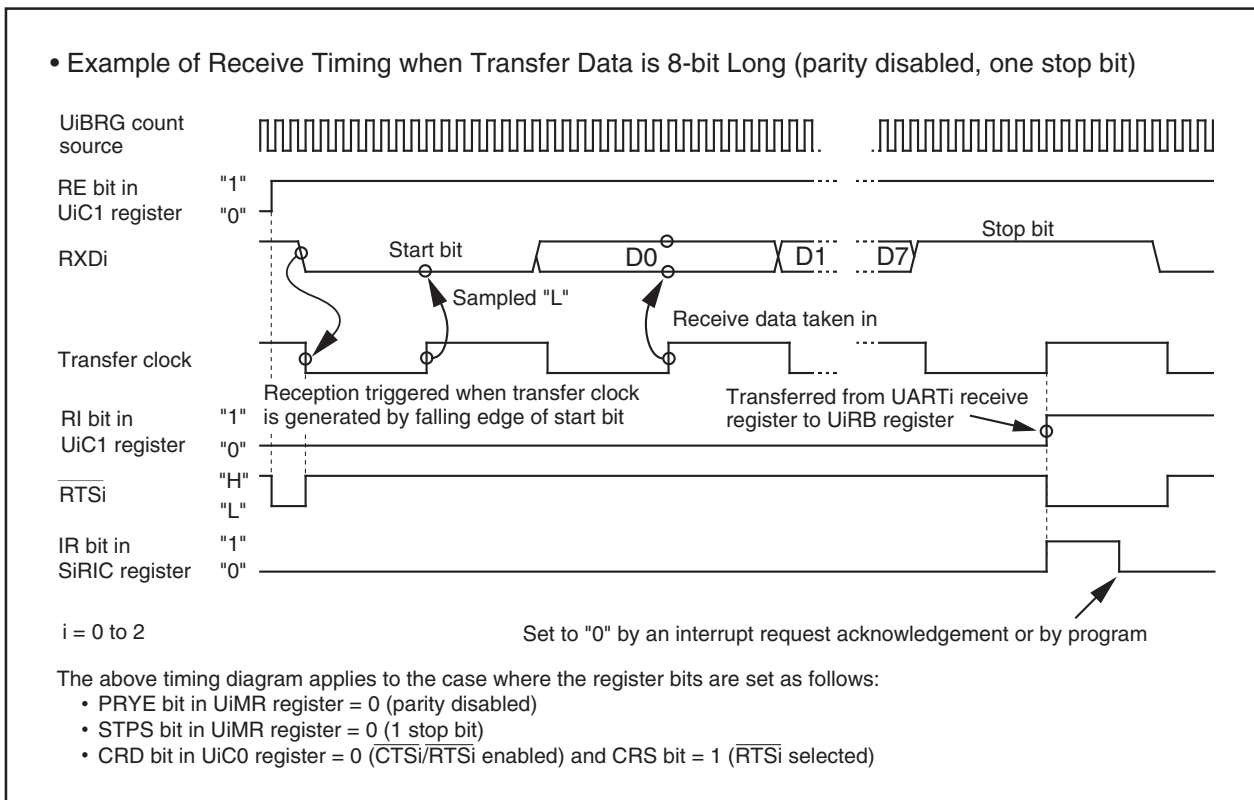 • Example of Receive Timing when Transfer Data is 8-bit Long (parity disabled, one stop bit)
UiBRG count
source
RE bit in
UiC1 register
"1"
"0"
RXDi
Start bit
D0
D1
D7
Stop bit
Sampled "L"
Receive data taken in
Transfer clock
Reception triggered when transfer clock
is generated by falling edge of start bit
Transferred from UARTi receive
register to UiRB register
RI bit in
UiC1 register
"1"
"0"
RTSi
"H"
"L"
IR bit in
SiRIC register
"1"
"0"
i = 0 to 2
Set to "0" by an interrupt request acknowledgement or by program
The above timing diagram applies to the case where the register bits are set as follows:
• PRYE bit in UiMR register = 0 (parity disabled)
• STPS bit in UiMR register = 0 (1 stop bit)
• CRD bit in UiC0 register = 0 (CTSi/RTSi enabled) and CRS bit = 1 (RTSi selected)